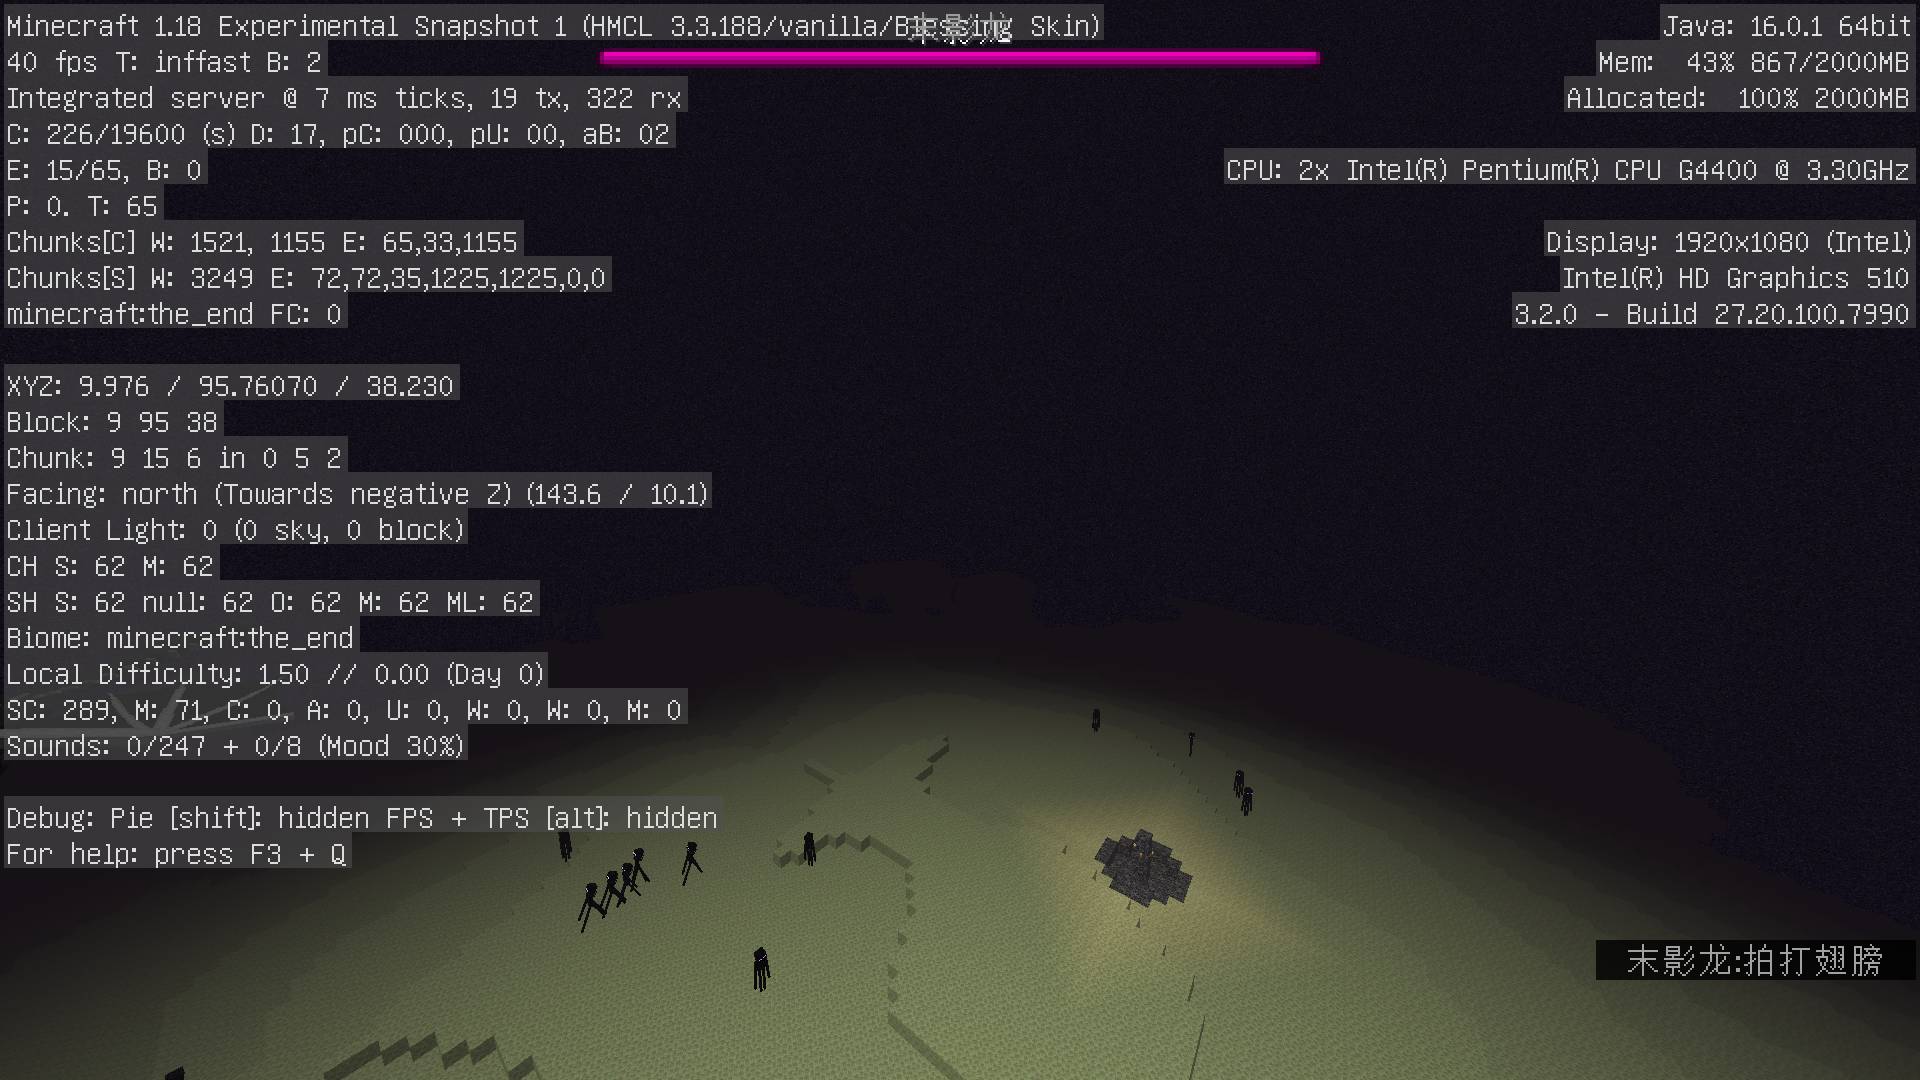 Minecraft 1.18 Experimental Snapshot 1 (HMCL 3.3.188/vanilla/Blessing Skin)
末影龙
40 fps T: inffast B: 2
Integrated server @ 7 ms ticks, 19 tx, 322 rx
C: 226/19600 (s) D: 17, pC: 000, pU: 00, aB: 02
E: 15/65, B: 0
P: 0. T: 65
Chunks[C] W: 1521, 1155 E: 65,33,1155
Chunks[S] W: 3249 E: 72,72,35,1225,1225,0,0
minecraft:the_end FC: 0
XYZ: 9.976 / 95.76070 / 38.230
Block: 9 95 38
Chunk: 9 15 6 in 0 5 2
Facing: north (Towards negative Z) (143.6 / 10.1)
Client Light: 0 (0 sky, 0 block)
CH S: 62 M: 62
SH S: 62 null: 62 O: 62 M: 62 ML: 62
Biome: minecraft:the_end
Local Difficulty: 1.50 // 0.00 (Day 0)
SC: 289, M: 71, C: 0, A: 0, U: 0, W: 0, W: 0, M: 0
Sounds: 0/247 + 0/8 (Mood 30%)
Debug: Pie [shift]: hidden FPS + TPS [alt]: hidden
For help: press F3 + Q
Java: 16.0.1 64bit
Mem: 43% 867/2000MB
Allocated: 100% 2000MB
CPU: 2x Intel(R) Pentium(R) CPU G4400 @ 3.30GHz
Display: 1920x1080 (Intel)
Intel(R) HD Graphics 510
3.2.0 - Build 27.20.100.7990
末影龙:拍打翅膀